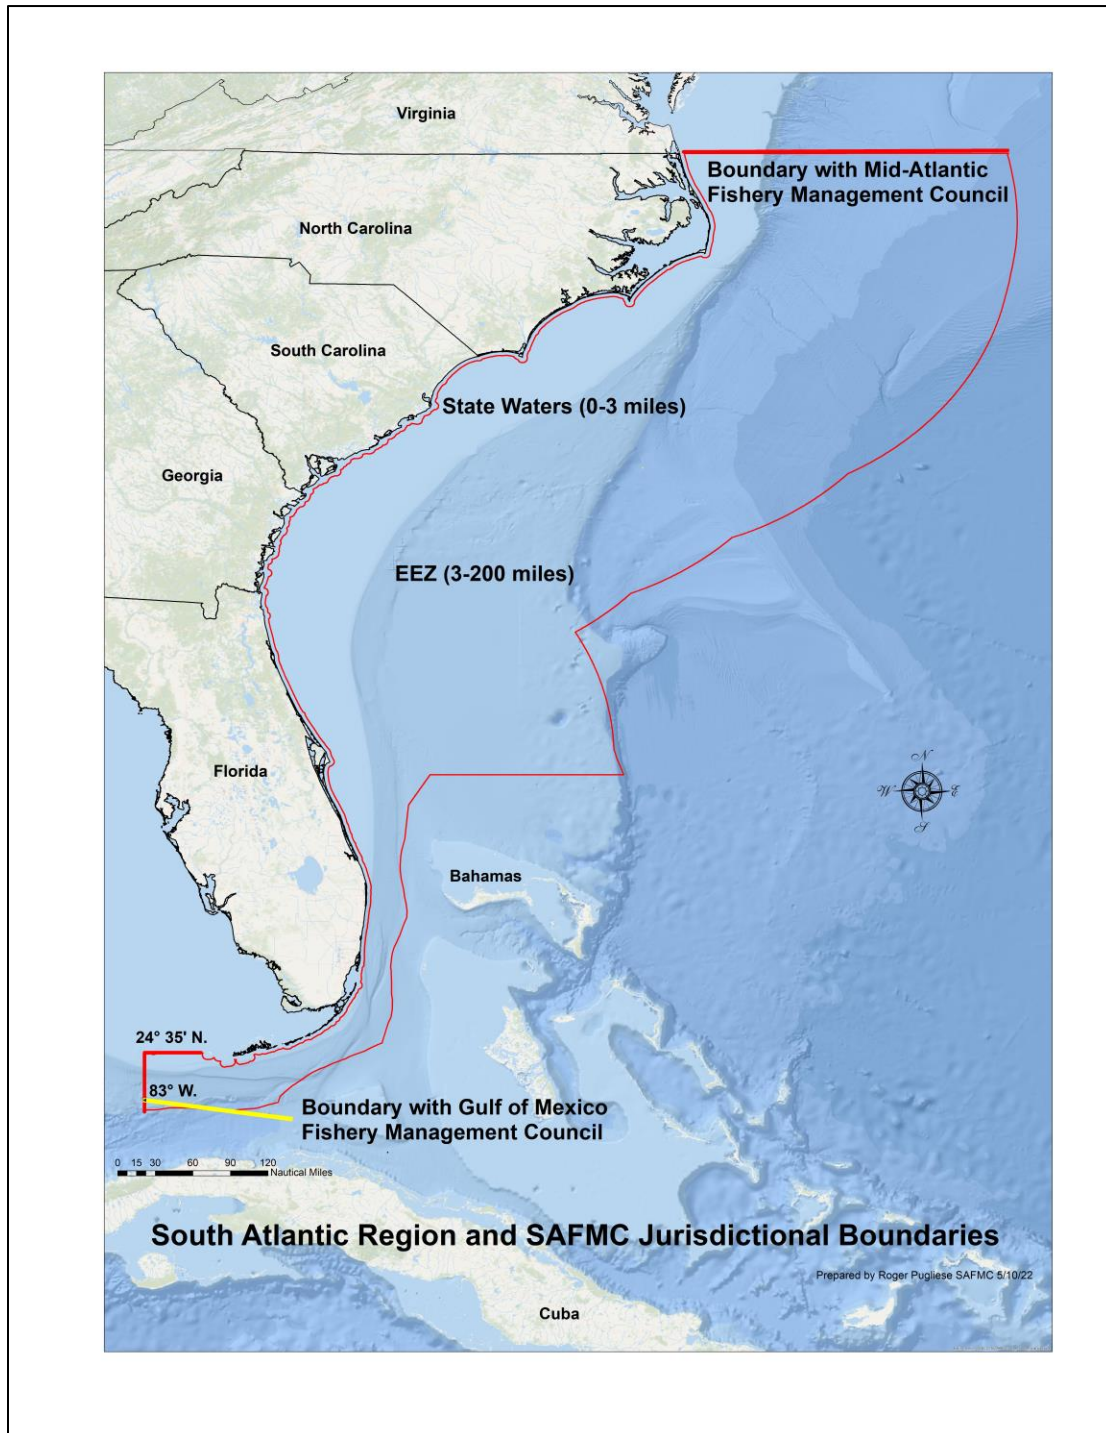 Virginia
Boundary with Mid-Atlantic
Fishery Management Council
North Carolina
South Carolina
State Waters (0-3 miles)
Georgia
EEZ (3-200 miles)
N
W
E
S
Florida
Bahamas
24° 35' N.
83° W.
Boundary with Gulf of Mexico
Fishery Management Council
0 15 30 60 90 120
Nautical Miles
South Atlantic Region and SAFMC Jurisdictional Boundaries
Prepared by Roger Pugliese SAFMC 5/10/22
Cuba